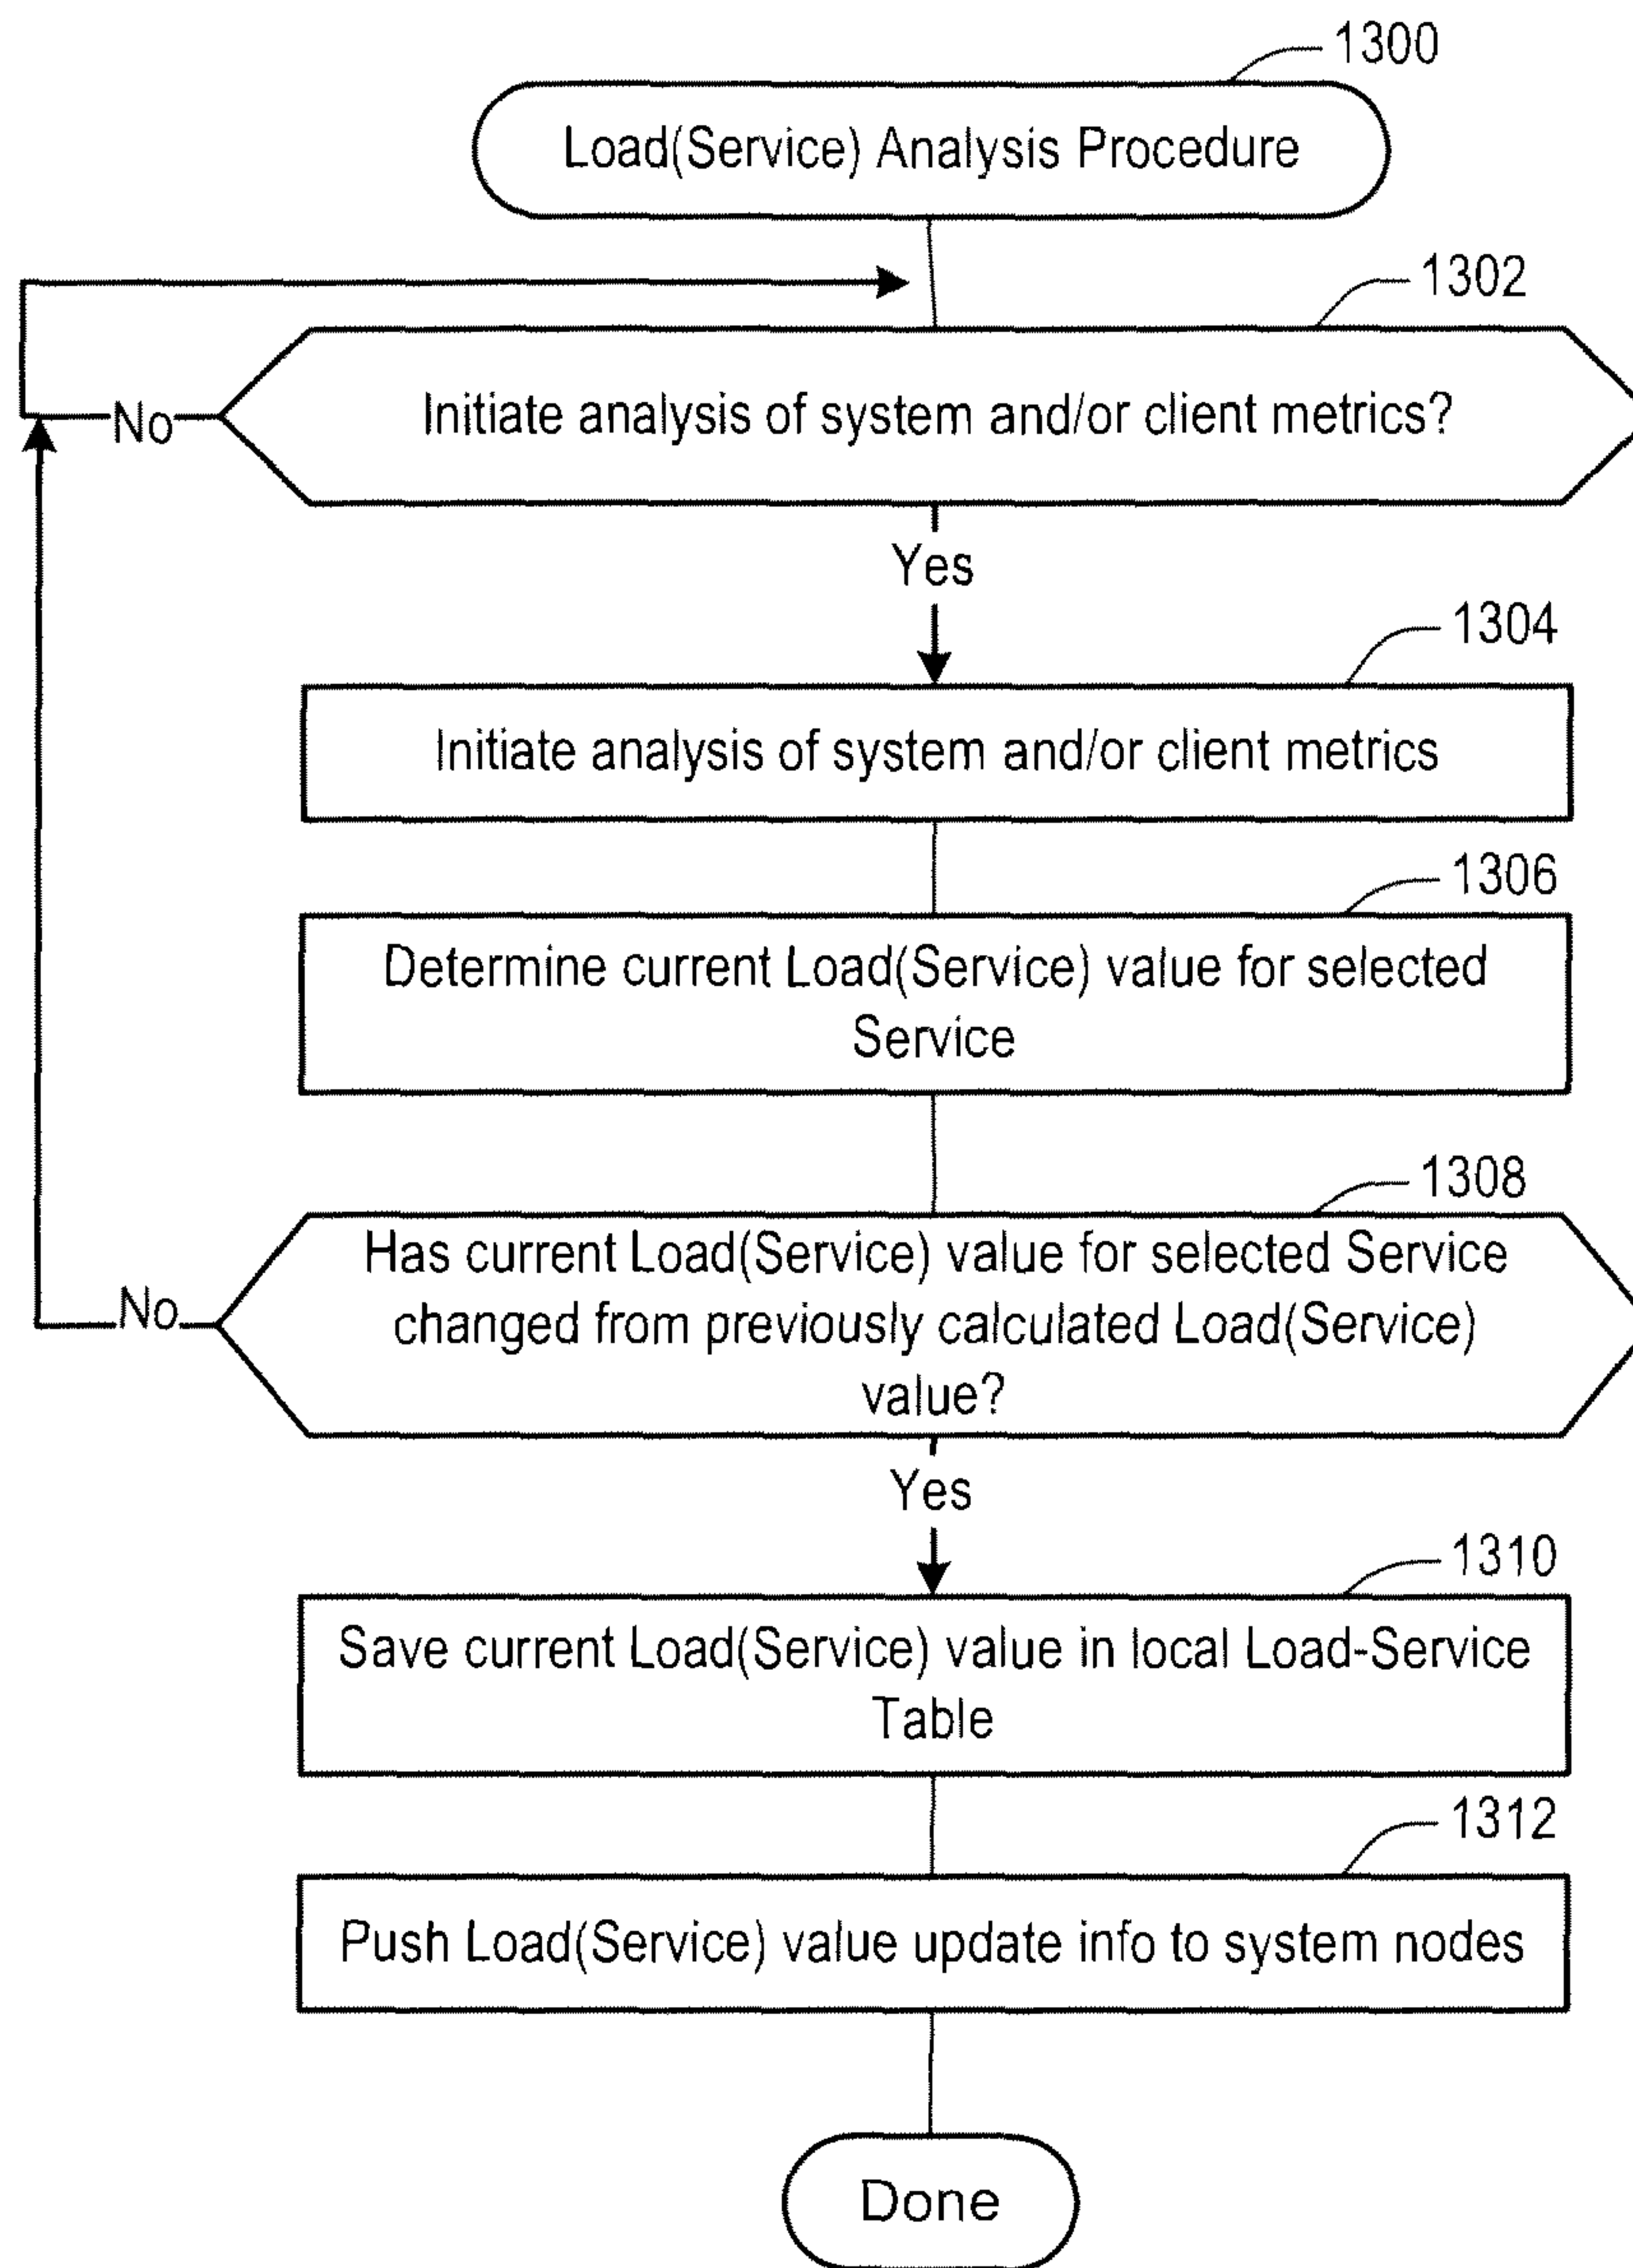 1300
Load(Service) Analysis Procedure
1302
Initiate analysis of system and/or client metrics?
No
Yes
1304
Initiate analysis of system and/or client metrics
1306
Determine current Load(Service) value for selected
Service
1308
Has current Load(Service) value for selected Service
changed from previously calculated Load(Service)
value?
No
Yes
1310
Save current Load(Service) value in local Load-Service
Table
1312
Push Load(Service) value update info to system nodes
Done